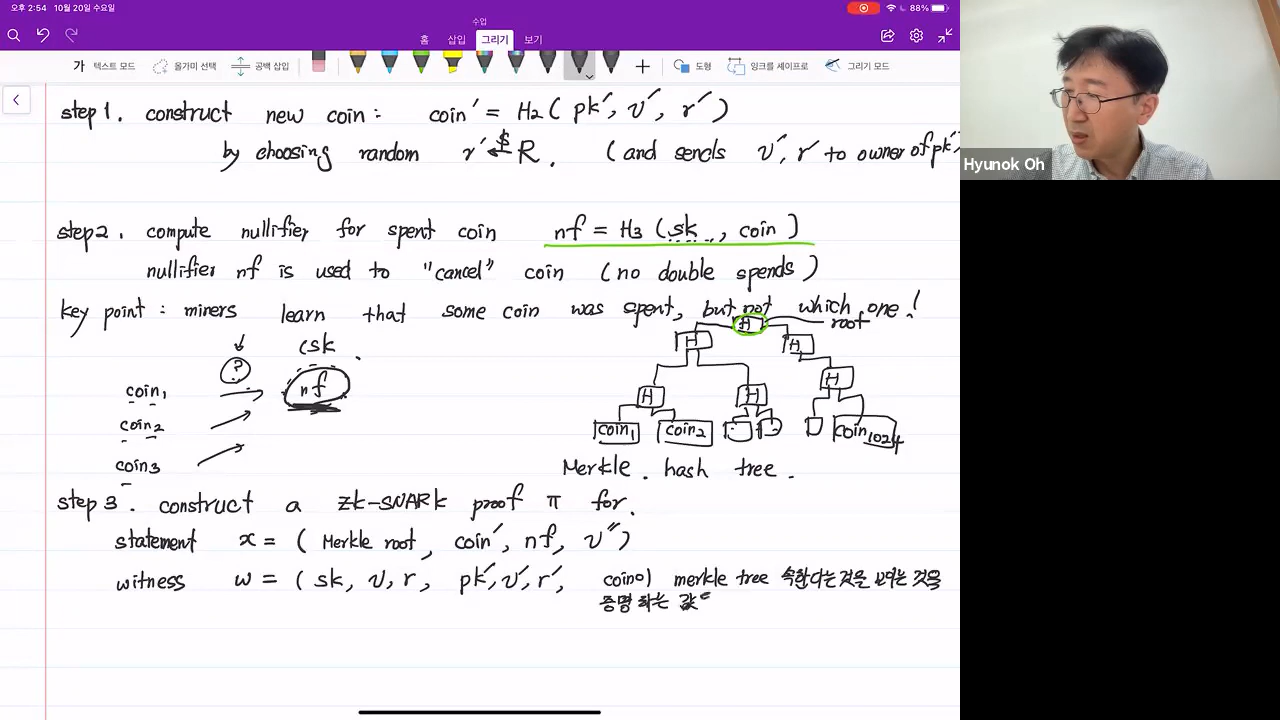 오후 2:54 10월 20일 수요일
88%
수업
홈 삽입 그리기 보기
가 텍스트 모드 올가미 선택 공백 삽입 도형 잉크를 셰이프로 그리기 모드
step 1. construct new coin: coin′ = H2 ( pk′, v′, r′ )
by choosing random r′ ←$ R. (and sends v′, r′ to owner of pk′
Hyunok Oh
step 2. compute nullifier for spent coin nf = H3 (sk, coin)
nullifier nf is used to "cancel" coin (no double spends)
key point: miners learn that some coin was spent, but not which one!
H root
(sk H H
?
coin1 nf H H H
coin2 coin1 coin2 coin1024
coin3 Merkle. hash tree.
step 3. construct a zk-SNARK proof π for.
statement x = ( Merkle root, coin′, nf, v″)
witness w = ( sk, v, r, pk′, v′, r′, coin이 merkle tree 속한다는 것을 것을
증명 하는 값